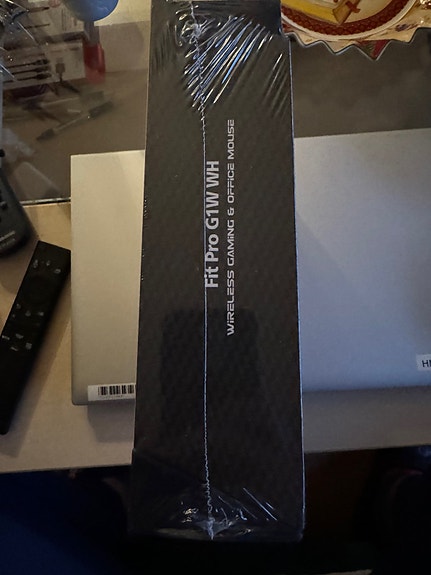 Fit Pro G1W WH
WIRELESS GAMING & OFFICE MOUSE